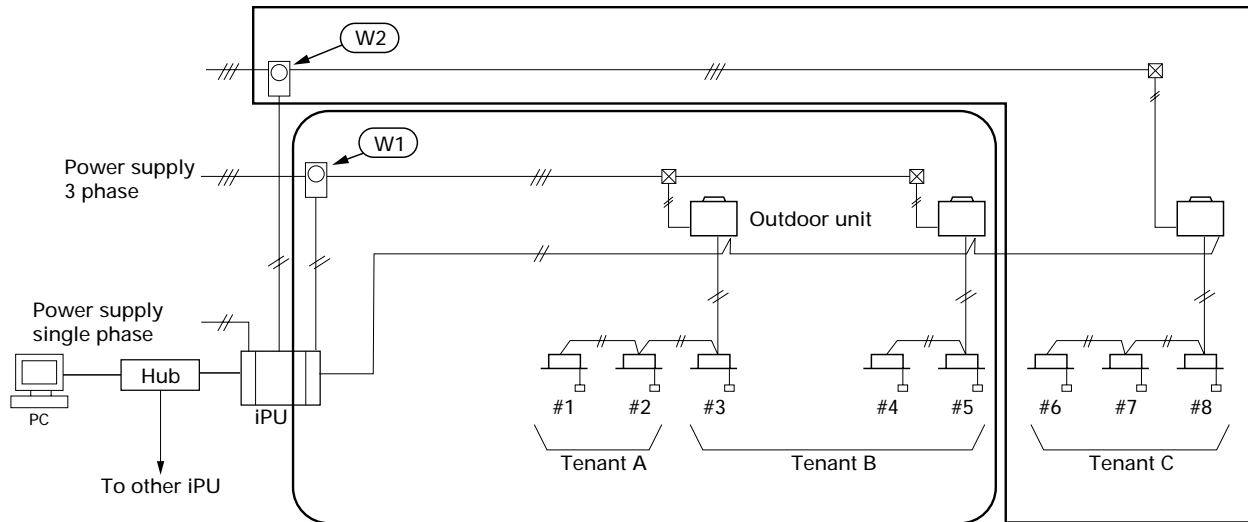 W2
W1
Power supply
3 phase
Outdoor unit
Power supply
single phase
Hub
PC
iPU
#1 #2 #3 #4 #5 #6 #7 #8
Tenant A Tenant B Tenant C
To other iPU